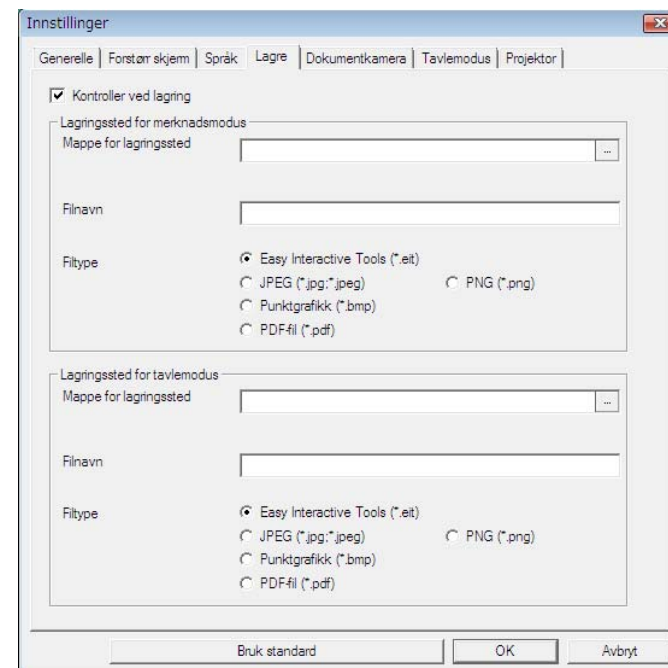 Innstillinger
Generelle Forstørr skjerm Språk Lagre Dokumentkamera Tavlemodus Projektor
Kontroller ved lagring
Lagringssted for merknadsmodus
Mappe for lagringssted ...
Filnavn
Filtype Easy Interactive Tools (*.eit)
JPEG (*.jpg;*.jpeg) PNG (*.png)
Punktgrafikk (*.bmp)
PDF-fil (*.pdf)
Lagringssted for tavlemodus
Mappe for lagringssted ...
Filnavn
Filtype Easy Interactive Tools (*.eit)
JPEG (*.jpg;*.jpeg) PNG (*.png)
Punktgrafikk (*.bmp)
PDF-fil (*.pdf)
Bruk standard OK Avbryt